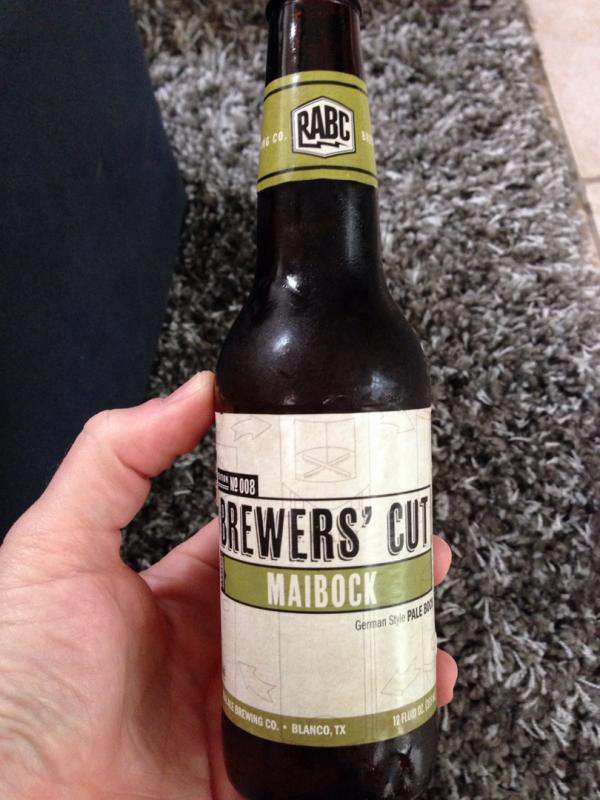 NG CO.
RABC
Nº 008
BREWERS' CUT
MAIBOCK
German Style PALE BOCK
ALE BREWING CO. • BLANCO, TX
12 FLUID OZ.